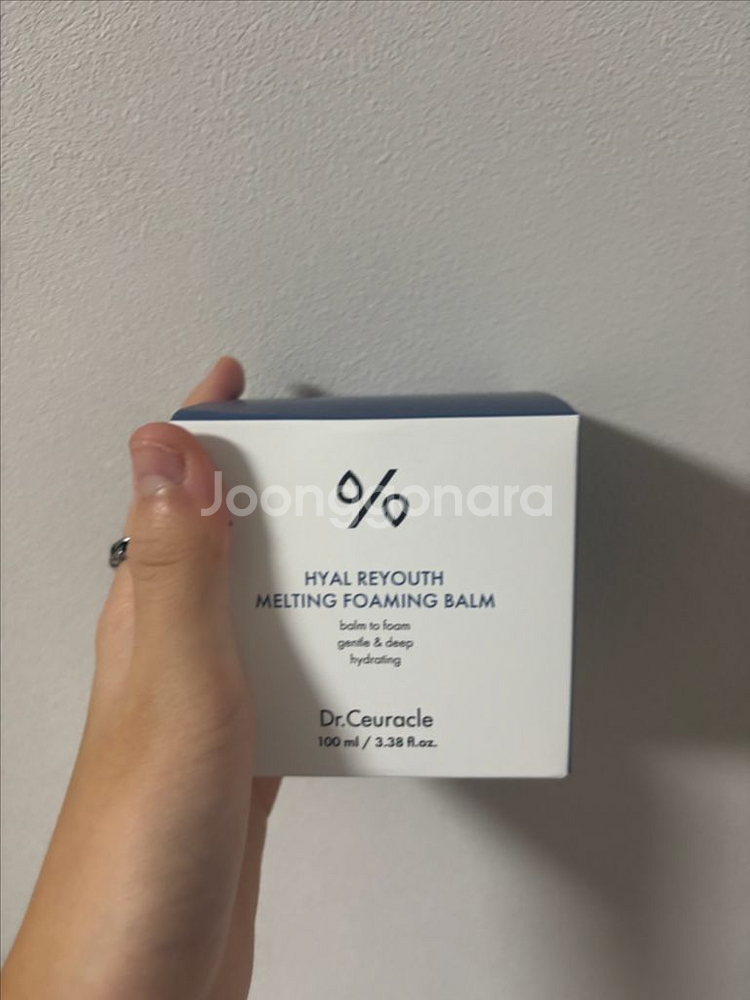 Joonggonara
HYAL REYOUTH
MELTING FOAMING BALM
balm to foam
gentle & deep
hydrating
Dr.Ceuracle
100 ml / 3.38 fl.oz.